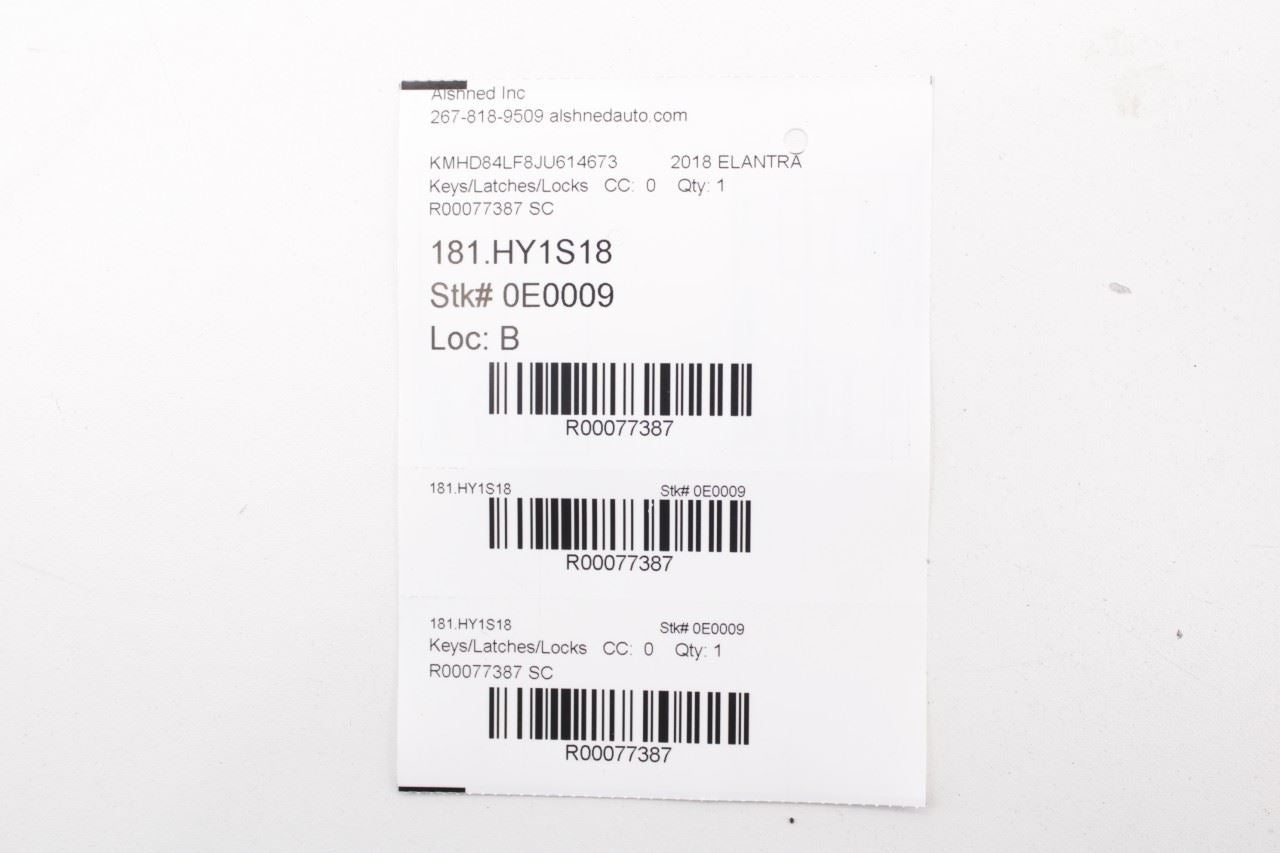 Alshned Inc
267-818-9509 alshnedauto.com
KMHD84LF8JU614673 2018 ELANTRA
Keys/Latches/Locks CC: 0 Qty: 1
R00077387 SC
181.HY1S18
Stk# 0E0009
Loc: B
R00077387
181.HY1S18 Stk# 0E0009
R00077387
181.HY1S18 Stk# 0E0009
Keys/Latches/Locks CC: 0 Qty: 1
R00077387 SC
R00077387